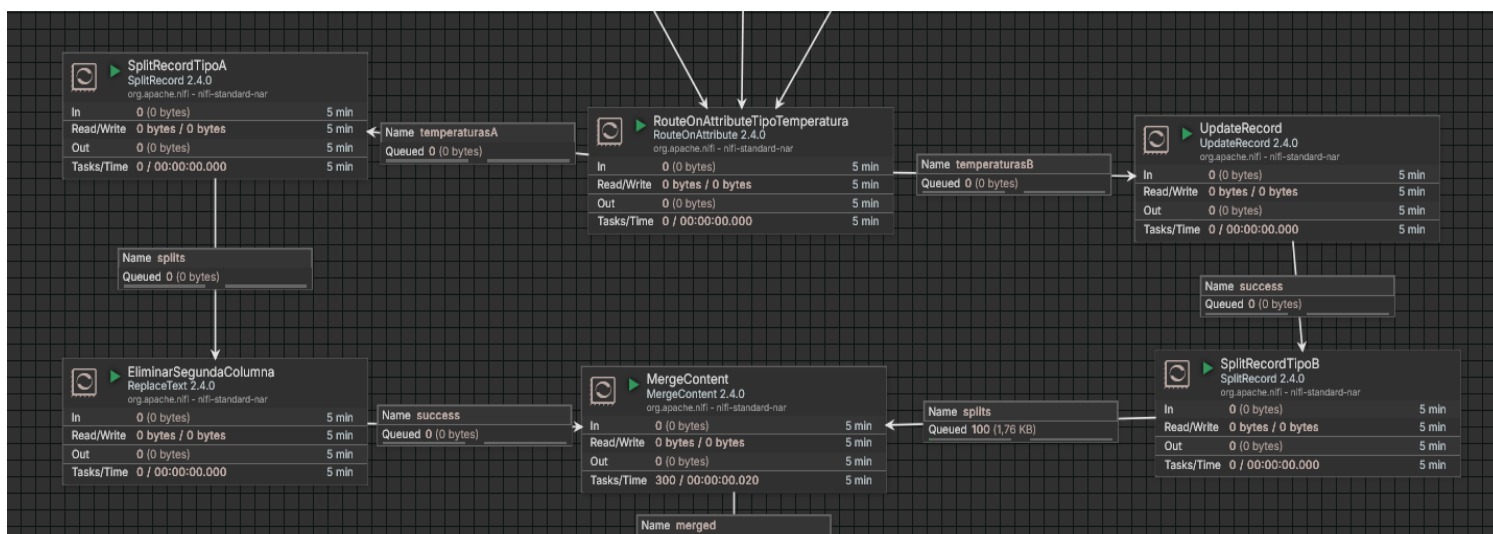 SplitRecordTipoA
SplitRecord 2.4.0
org.apache.nifi - nifi-standard-nar
In 0 (0 bytes) 5 min
Read/Write 0 bytes / 0 bytes 5 min
Out 0 (0 bytes) 5 min
Tasks/Time 0 / 00:00:00.000 5 min
Name temperaturasA
Queued 0 (0 bytes)
RouteOnAttributeTipoTemperatura
RouteOnAttribute 2.4.0
org.apache.nifi - nifi-standard-nar
In 0 (0 bytes) 5 min
Read/Write 0 bytes / 0 bytes 5 min
Out 0 (0 bytes) 5 min
Tasks/Time 0 / 00:00:00.000 5 min
Name temperaturasB
Queued 0 (0 bytes)
UpdateRecord
UpdateRecord 2.4.0
org.apache.nifi - nifi-standard-nar
In 0 (0 bytes) 5 min
Read/Write 0 bytes / 0 bytes 5 min
Out 0 (0 bytes) 5 min
Tasks/Time 0 / 00:00:00.000 5 min
Name splits
Queued 0 (0 bytes)
Name success
Queued 0 (0 bytes)
EliminarSegundaColumna
ReplaceText 2.4.0
org.apache.nifi - nifi-standard-nar
In 0 (0 bytes) 5 min
Read/Write 0 bytes / 0 bytes 5 min
Out 0 (0 bytes) 5 min
Tasks/Time 0 / 00:00:00.000 5 min
Name success
Queued 0 (0 bytes)
MergeContent
MergeContent 2.4.0
org.apache.nifi - nifi-standard-nar
In 0 (0 bytes) 5 min
Read/Write 0 bytes / 0 bytes 5 min
Out 0 (0 bytes) 5 min
Tasks/Time 300 / 00:00:00.020 5 min
Name splits
Queued 100 (1,76 KB)
SplitRecordTipoB
SplitRecord 2.4.0
org.apache.nifi - nifi-standard-nar
In 0 (0 bytes) 5 min
Read/Write 0 bytes / 0 bytes 5 min
Out 0 (0 bytes) 5 min
Tasks/Time 0 / 00:00:00.000 5 min
Name merged